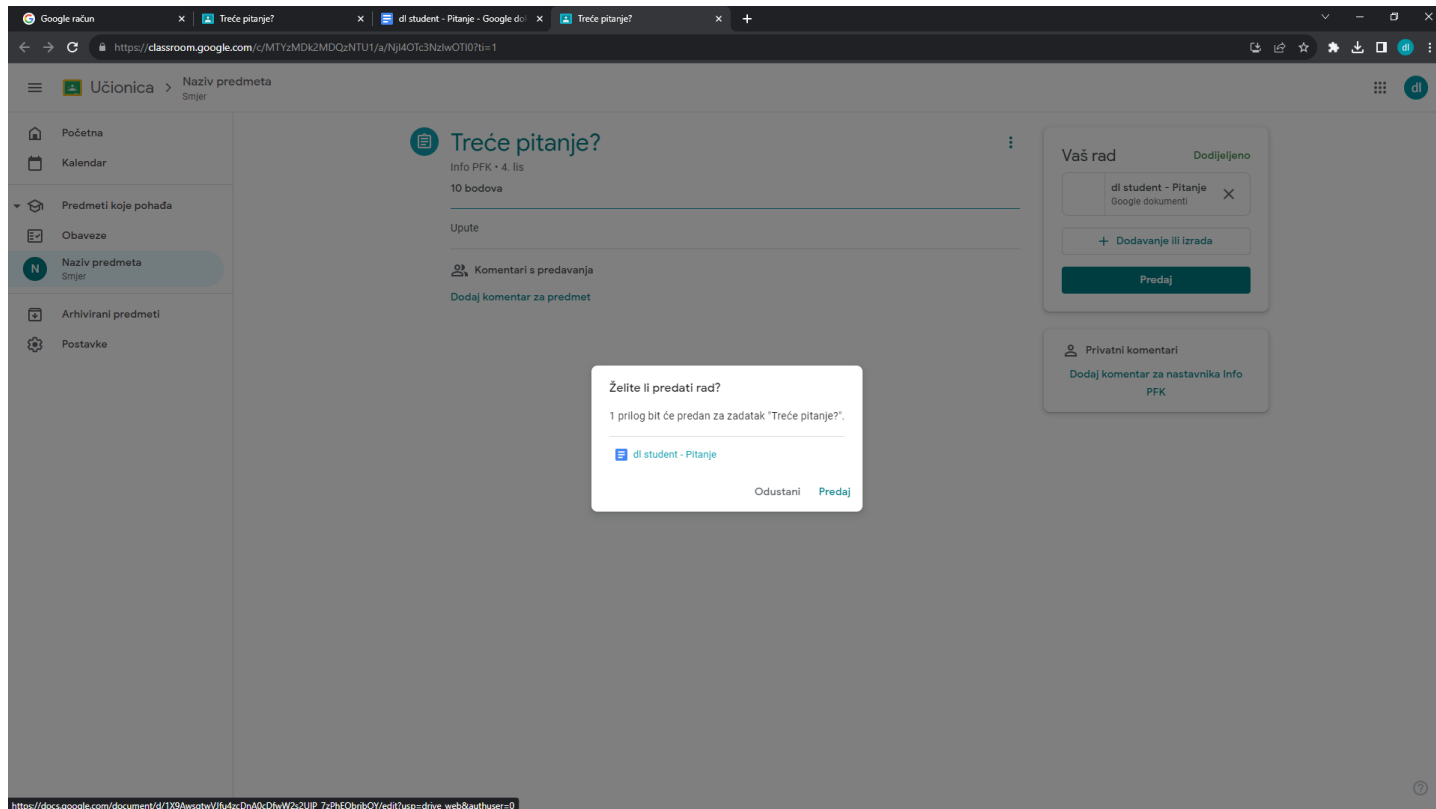 Google račun
Treće pitanje?
dl student - Pitanje - Google do
Treće pitanje?
https://classroom.google.com/c/MTYzMDk2MDQzNTU1/a/NjI4OTc3NzIwOTI0?ti=1
dl
Učionica > Naziv predmeta
Smjer
dl
Početna
Kalendar
Predmeti koje pohađa
Obaveze
N
Naziv predmeta
Smjer
Arhivirani predmeti
Postavke
Treće pitanje?
Info PFK • 4. lis
10 bodova
Upute
Komentari s predavanja
Dodaj komentar za predmet
Vaš rad
Dodijeljeno
dl student - Pitanje
Google dokumenti
+ Dodavanje ili izrada
Predaj
Privatni komentari
Dodaj komentar za nastavnika Info
PFK
Želite li predati rad?
1 prilog bit će predan za zadatak "Treće pitanje?".
dl student - Pitanje
Odustani
Predaj